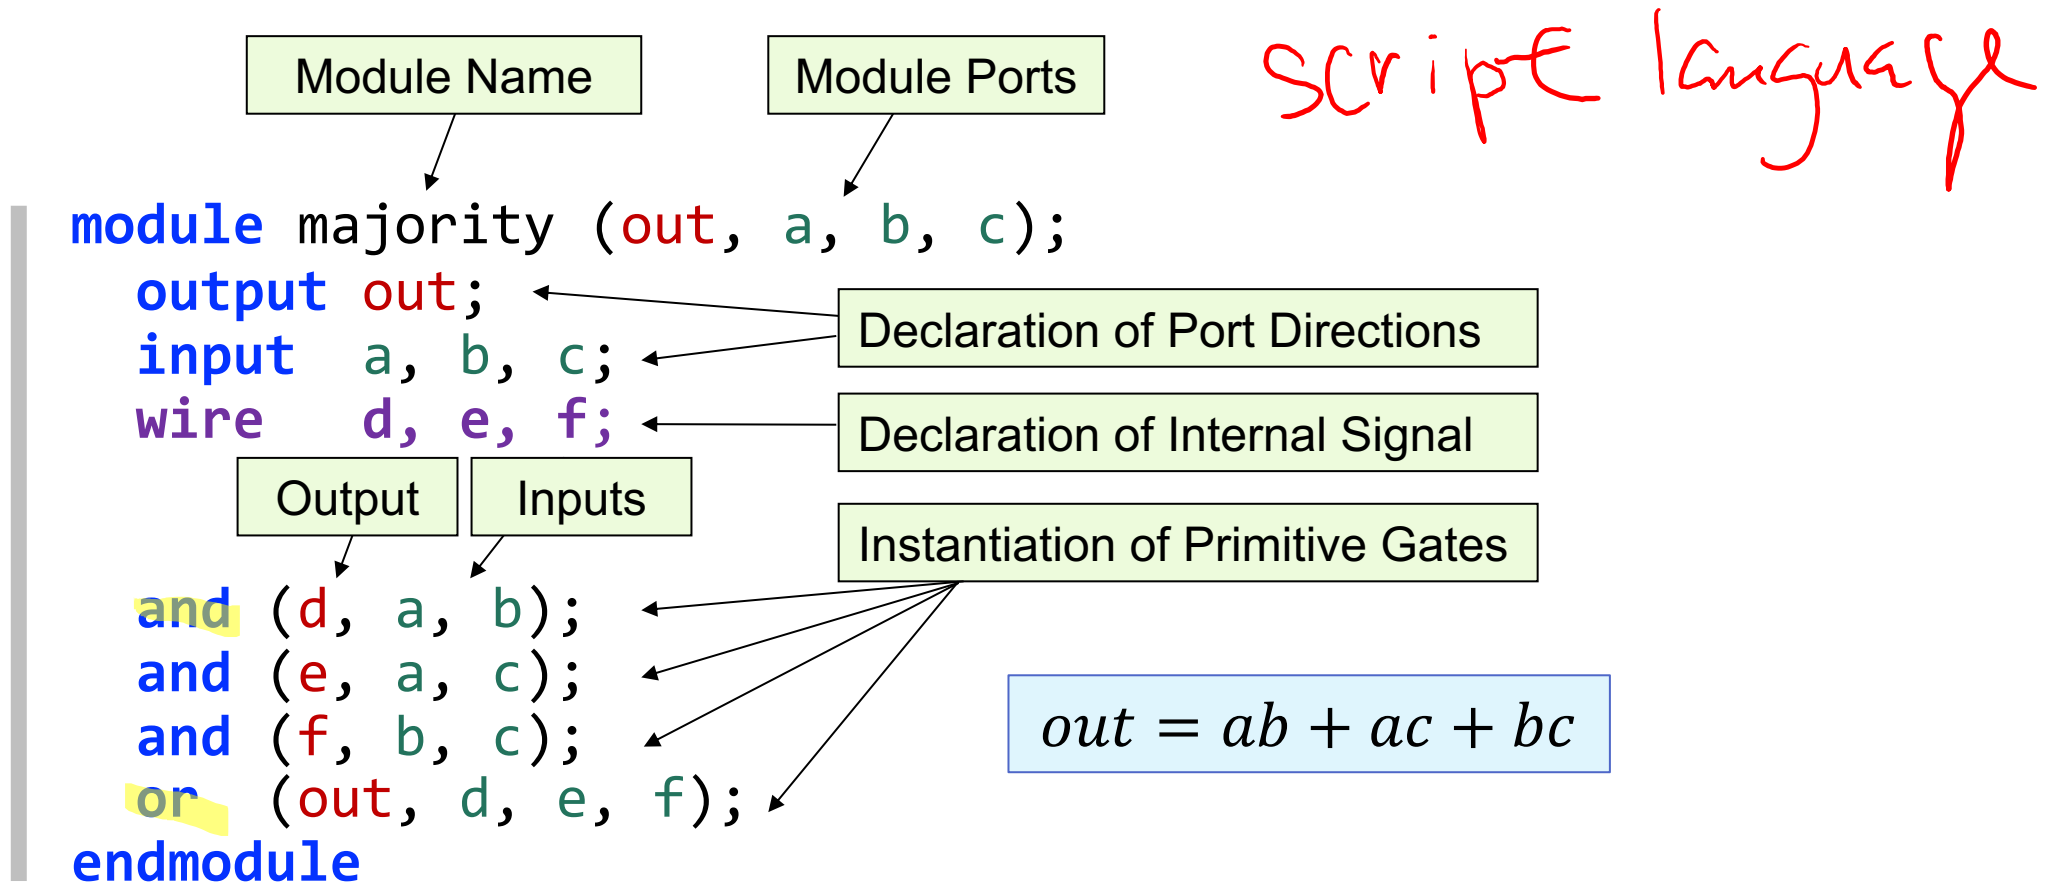 Module Name
Module Ports
script language
module majority (out, a, b, c);
output out;
input a, b, c;
wire d, e, f;
Declaration of Port Directions
Declaration of Internal Signal
Output
Inputs
Instantiation of Primitive Gates
and (d, a, b);
and (e, a, c);
and (f, b, c);
or (out, d, e, f);
endmodule
out = ab + ac + bc